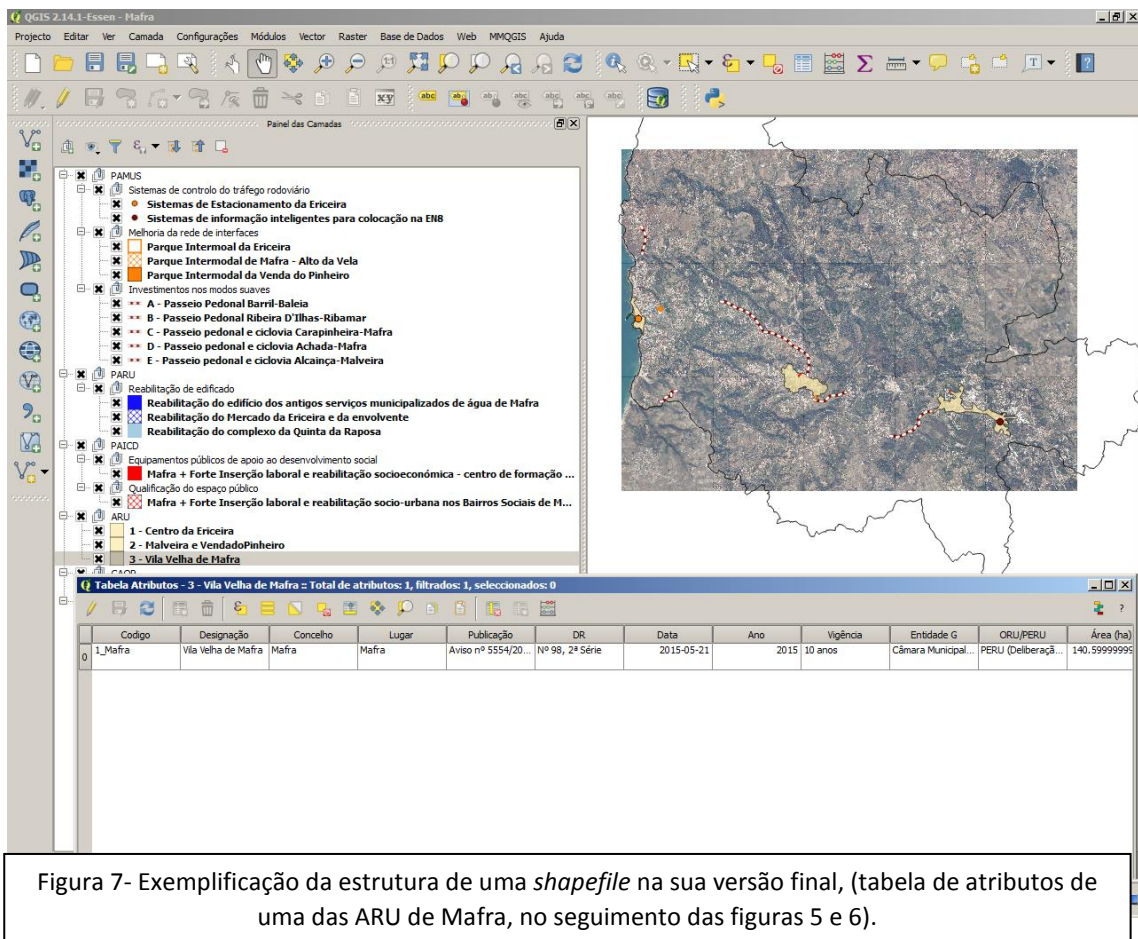 QGIS 2.14.1-Essen - Mafra
Projecto Editar Ver Camada Configurações Módulos Vector Raster Base de Dados Web MMQGIS Ajuda
Painel das Camadas
PAMUS
Sistemas de controlo do tráfego rodoviário
Sistemas de Estacionamento da Ericeira
Sistemas de informação inteligentes para colocação na EN8
Melhoria da rede de interfaces
Parque Intermoal da Ericeira
Parque Intermodal de Mafra - Alto da Vela
Parque Intermodal da Venda do Pinheiro
Investimentos nos modos suaves
A - Passeio Pedonal Barril-Baleia
B - Passeio Pedonal Ribeira D'Ilhas-Ribamar
C - Passeio pedonal e ciclovia Carapinheira-Mafra
D - Passeio pedonal e ciclovia Achada-Mafra
E - Passeio pedonal e ciclovia Alcainça-Malveira
PARU
Reabilitação de edificado
Reabilitação do edifício dos antigos serviços municipalizados de água de Mafra
Reabilitação do Mercado da Ericeira e da envolvente
Reabilitação do complexo da Quinta da Raposa
PAICD
Equipamentos públicos de apoio ao desenvolvimento social
Mafra + Forte Inserção laboral e reabilitação socioeconómica - centro de formação ...
Qualificação do espaço público
Mafra + Forte Inserção laboral e reabilitação socio-urbana nos Bairros Sociais de M...
ARU
1 - Centro da Ericeira
2 - Malveira e VendadoPinheiro
3 - Vila Velha de Mafra
Tabela Atributos - 3 - Vila Velha de Mafra :: Total de atributos: 1, filtrados: 1, seleccionados: 0
Codigo Designação Concelho Lugar Publicação DR Data Ano Vigência Entidade G ORU/PERU Área (ha)
0 1_Mafra Vila Velha de Mafra Mafra Mafra Aviso nº 5554/20... Nº 98, 2ª Série 2015-05-21 2015 10 anos Câmara Municipal... PERU (Deliberaçã... 140.59999999
Figura 7- Exemplificação da estrutura de uma shapefile na sua versão final, (tabela de atributos de
uma das ARU de Mafra, no seguimento das figuras 5 e 6).